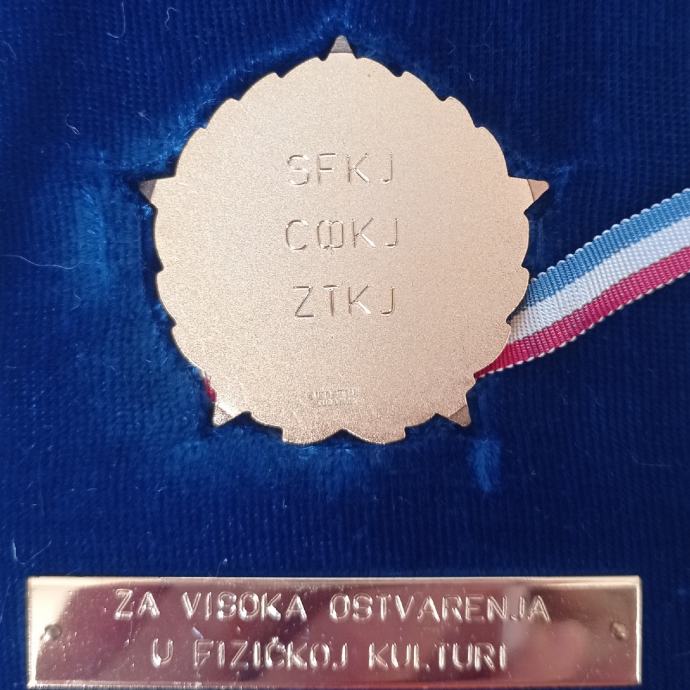 SFKJ
СФКЈ
ZTKJ
ZA VISOKA OSTVARENJA
U FIZIČKOJ KULTURI